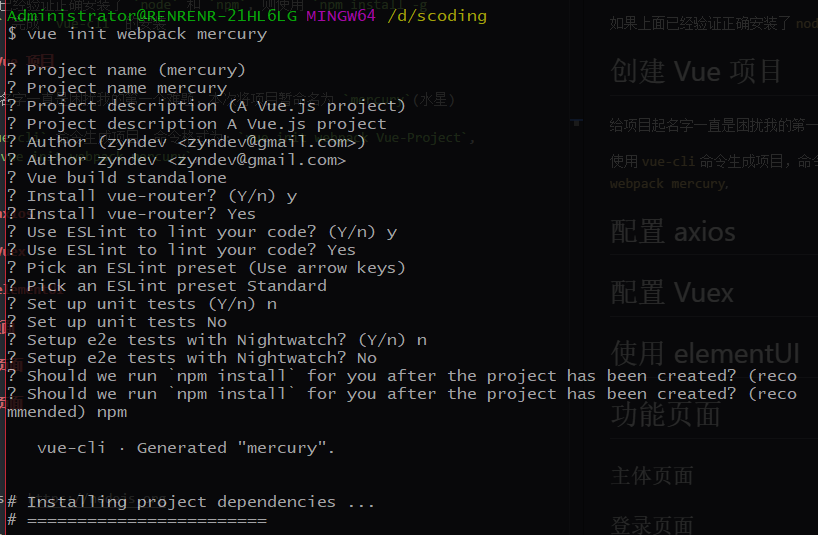 Administrator@RENRENR-21HL6LG MINGW64 /d/scoding
$ vue init webpack mercury
? Project name (mercury)
? Project name mercury
? Project description (A Vue.js project)
? Project description A Vue.js project
? Author (zyndev <zyndev@gmail.com>)
? Author zyndev <zyndev@gmail.com>
? Vue build standalone
? Install vue-router? (Y/n) y
? Install vue-router? Yes
? Use ESLint to lint your code? (Y/n) y
? Use ESLint to lint your code? Yes
? Pick an ESLint preset (Use arrow keys)
? Pick an ESLint preset Standard
? Set up unit tests (Y/n) n
? Set up unit tests No
? Setup e2e tests with Nightwatch? (Y/n) n
? Setup e2e tests with Nightwatch? No
? Should we run `npm install` for you after the project has been created? (reco
? Should we run `npm install` for you after the project has been created? (reco
mmended) npm
vue-cli · Generated "mercury".
# Installing project dependencies ...
# ========================
如果上面已经验证正确安装了 nod
创建 Vue 项目
给项目起名字一直是困扰我的第一
使用 vue-cli 命令生成项目，命令
webpack mercury,
配置 axios
配置 Vuex
使用 elementUI
功能页面
主体页面
登录页面